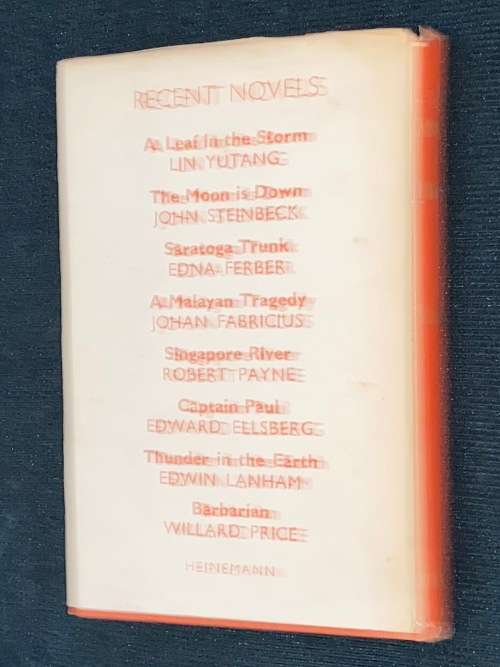 RECENT NOVELS
A Leaf in the Storm
LIN YUTANG
The Moon is Down
JOHN STEINBECK
Saratoga Trunk
EDNA FERBER
A Malayan Tragedy
JOHAN FABRICIUS
Singapore River
ROBERT PAYNE
Captain Paul
EDWARD ELLSBERG
Thunder in the Earth
EDWIN LANHAM
Barbarian
WILLARD PRICE
HEINEMANN